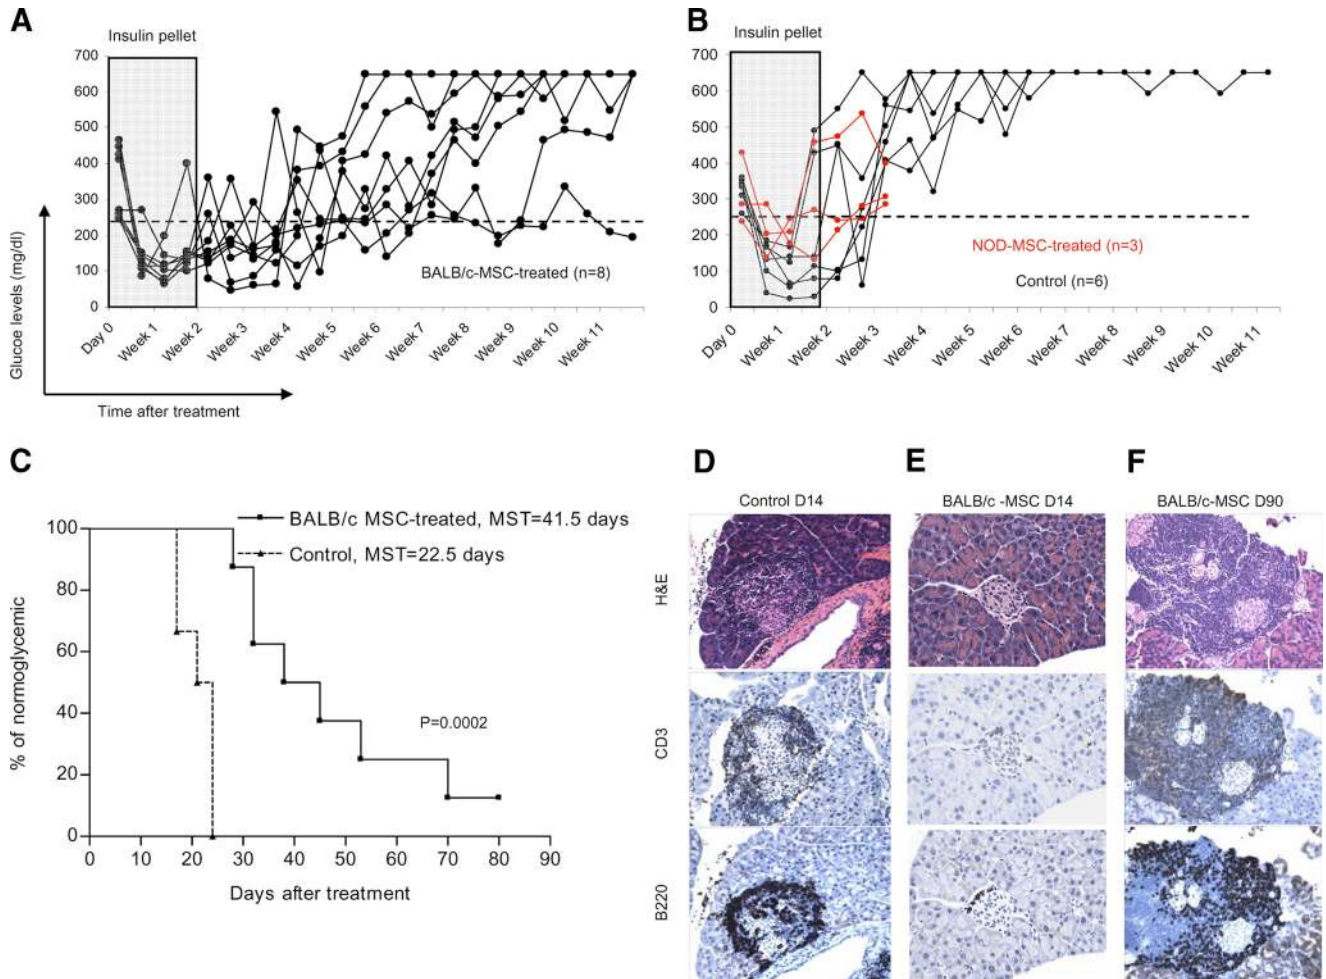 A
Insulin pellet
700
600
500
400
300
200
100
0
Glucoe levels (mg/dl)
BALB/c-MSC-treated (n=8)
Day 0
Week 1
Week 2
Week 3
Week 4
Week 5
Week 6
Week 7
Week 8
Week 9
Week 10
Week 11
Time after treatment
B
Insulin pellet
700
600
500
400
300
200
100
0
NOD-MSC-treated (n=3)
Control (n=6)
Day 0
Week 1
Week 2
Week 3
Week 4
Week 5
Week 6
Week 7
Week 8
Week 9
Week 10
Week 11
C
100
80
60
40
20
0
% of normoglycemic
BALB/c MSC-treated, MST=41.5 days
Control, MST=22.5 days
P=0.0002
0 10 20 30 40 50 60 70 80 90
Days after treatment
D
E
F
Control D14
BALB/c -MSC D14
BALB/c-MSC D90
H&E
CD3
B220